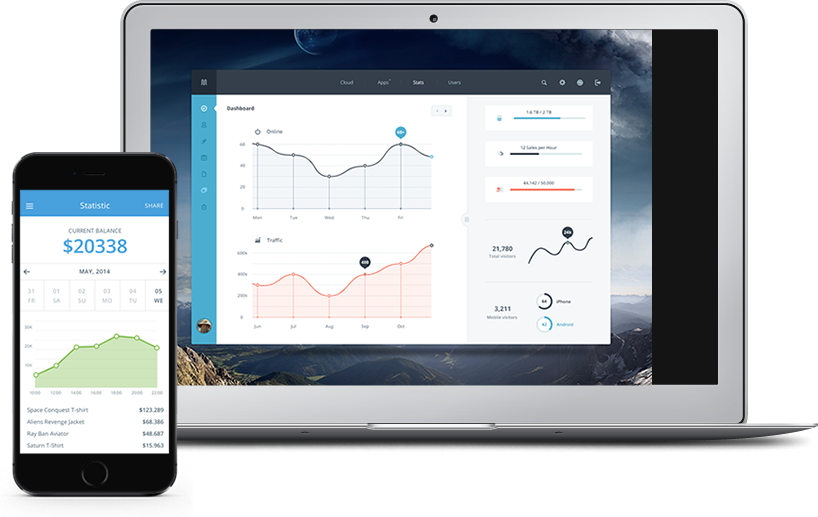 Cloud Apps Stats Users
Dashboard
Online
60+
60
40
20
0
Mon Tue Wed Thu Fri
Traffic
400
600k
400k
200k
0
Jun Jul Aug Sep Oct
1.6 TB / 2 TB
12 Sales per Hour
44,142 / 50,000
21,780
Total visitors
24k
3,211
Mobile visitors
64
iPhone
42
Android
Statistic SHARE
CURRENT BALANCE
$20338
MAY, 2014
31 01 02 03 04 05
FR SA SU MO TU WE
30K
20K
10K
10:00 12:00 14:00 16:00 18:00 20:00 22:00
Space Conquest T-shirt $123.289
Aliens Revenge Jacket $68.386
Ray Ban Aviator $48.687
Saturn T-Shirt $15.963